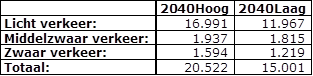 2040Hoog 2040Laag
Licht verkeer: 16.991 11.967
Middelzwaar verkeer: 1.937 1.815
Zwaar verkeer: 1.594 1.219
Totaal: 20.522 15.001